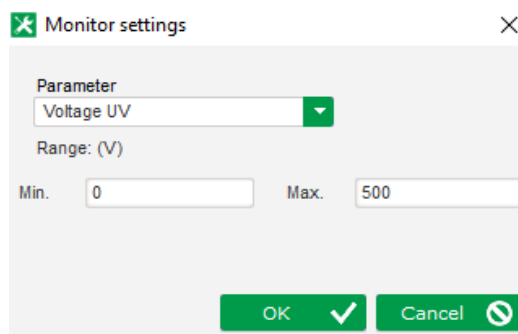 Monitor settings
Parameter
Voltage UV
Range: (V)
Min. 0 Max. 500
OK Cancel